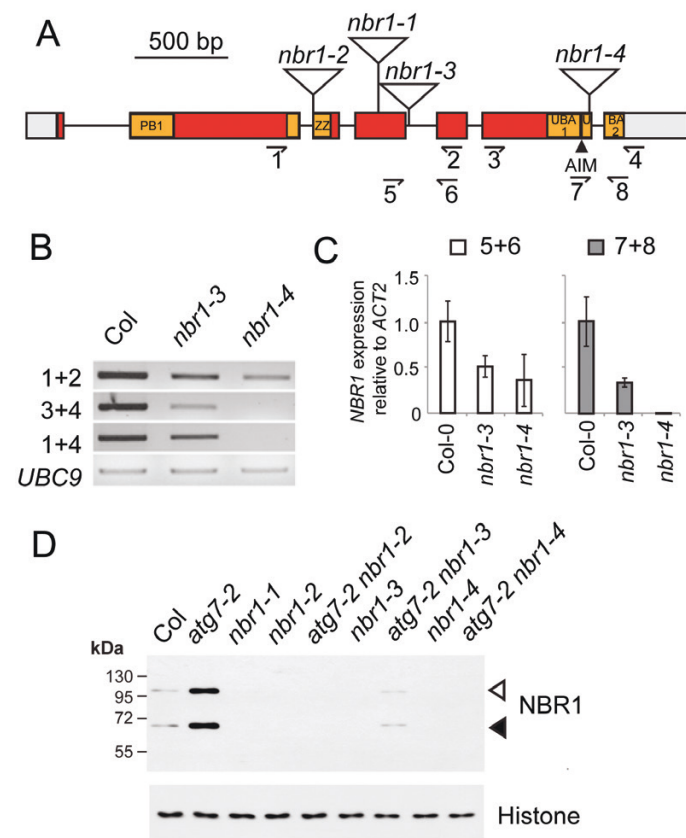 A
500 bp
nbr1-2
nbr1-1
nbr1-3
nbr1-4
PB1
ZZ
UBA
1
U
BA
2
1
2
3
AIM
4
5
6
7
8
B
Col
nbr1-3
nbr1-4
1+2
3+4
1+4
UBC9
C
5+6
7+8
NBR1 expression
relative to ACT2
1.5
1.0
0.5
0
Col-0
nbr1-3
nbr1-4
Col-0
nbr1-3
nbr1-4
D
Col
atg7-2
nbr1-1
nbr1-2
atg7-2 nbr1-2
nbr1-3
atg7-2 nbr1-3
nbr1-4
atg7-2 nbr1-4
kDa
130
95
72
55
NBR1
Histone